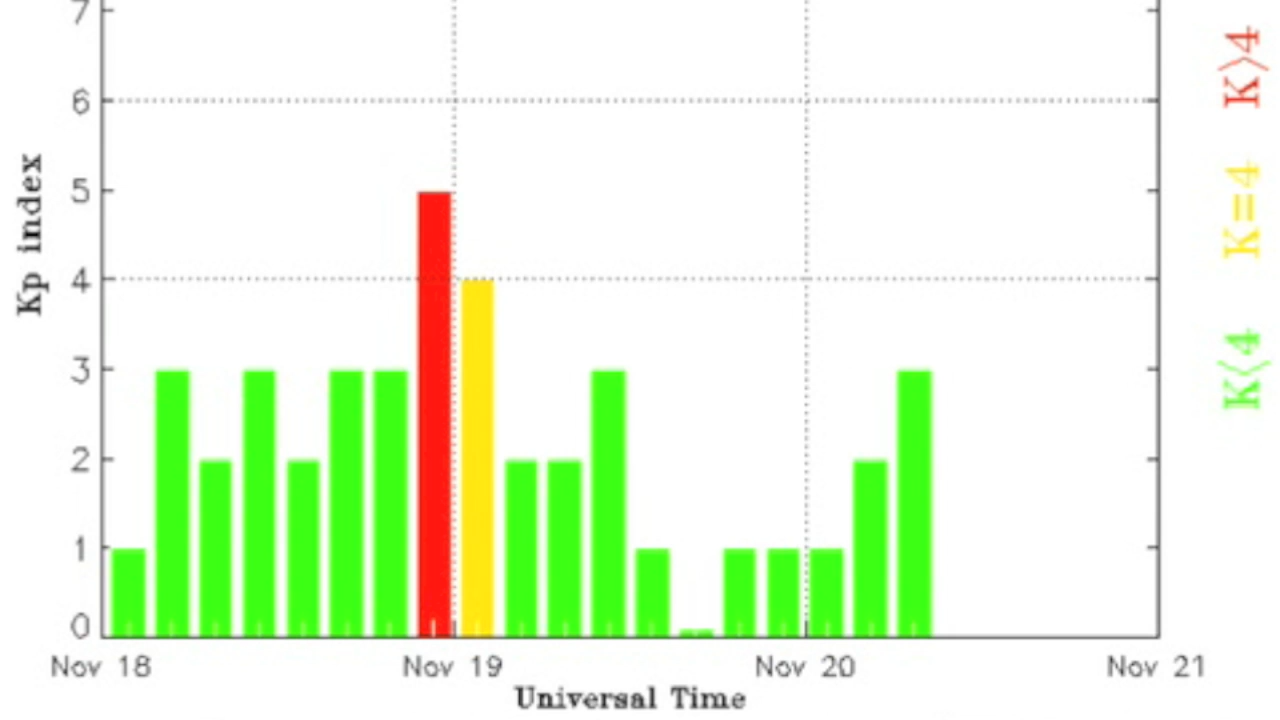 7
6
5
4
3
2
1
0
Kp index
Nov 18
Nov 19
Nov 20
Nov 21
Universal Time
K>4
K=4
K<4